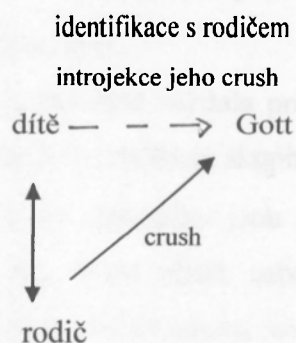 identifikace s rodičem
introjekce jeho crush
dítě Gott
crush
rodič